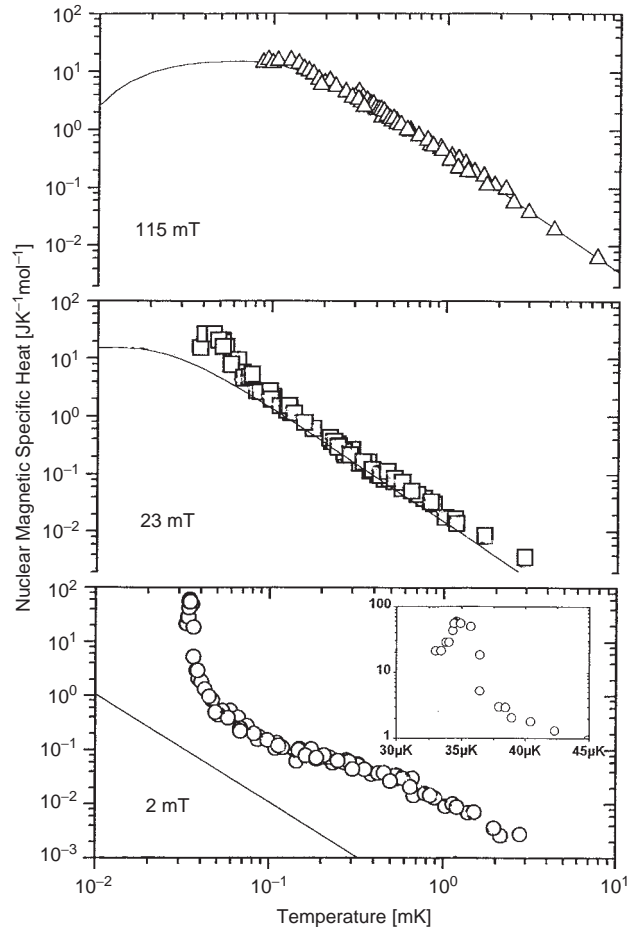 Nuclear Magnetic Specific Heat [JK⁻¹mol⁻¹]
10²
10¹
10⁰
10⁻¹
10⁻²
115 mT
10²
10¹
10⁰
10⁻¹
10⁻²
23 mT
10²
10¹
10⁰
10⁻¹
10⁻²
10⁻³
2 mT
100
10
1
30µK 35µK 40µK 45µK
10⁻² 10⁻¹ 10⁰ 10¹
Temperature [mK]